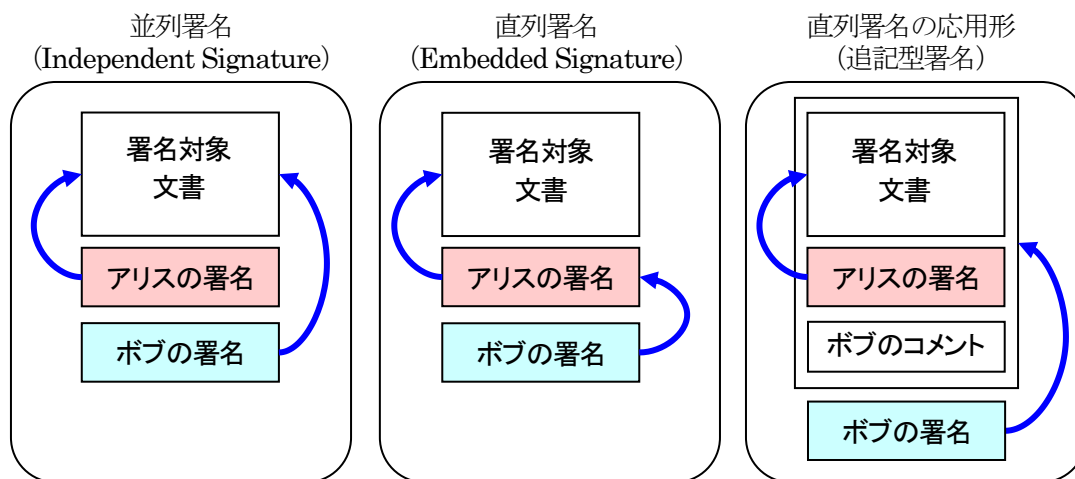 並列署名
(Independent Signature)
署名対象
文書
アリスの署名
ボブの署名
直列署名
(Embedded Signature)
署名対象
文書
アリスの署名
ボブの署名
直列署名の応用形
(追記型署名)
署名対象
文書
アリスの署名
ボブのコメント
ボブの署名